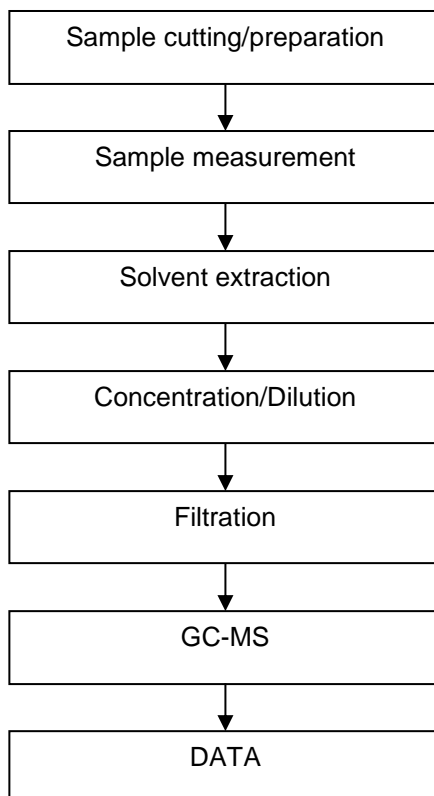 Sample cutting/preparation
Sample measurement
Solvent extraction
Concentration/Dilution
Filtration
GC-MS
DATA